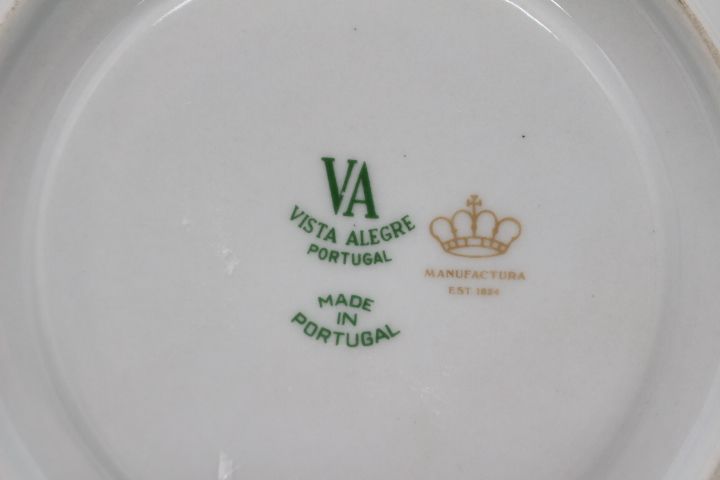 VA
VISTA ALEGRE
PORTUGAL
MADE
IN
PORTUGAL
MANUFACTURA
EST 1824